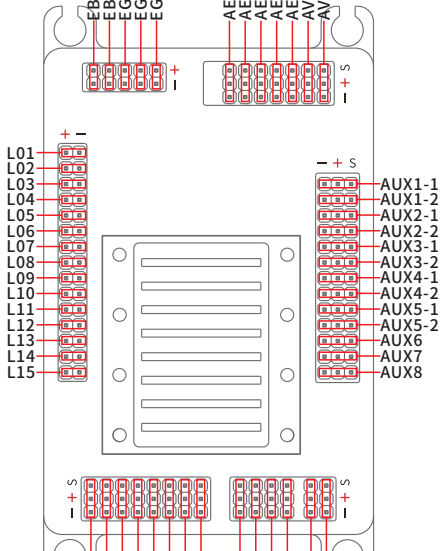 EB
EB
EG
EG
EG
AE
AE
AE
AE
AE
AV
AV
+
−
S
+
−
+ −
− + S
L01
L02
L03
L04
L05
L06
L07
L08
L09
L10
L11
L12
L13
L14
L15
AUX1-1
AUX1-2
AUX2-1
AUX2-2
AUX3-1
AUX3-2
AUX4-1
AUX4-2
AUX5-1
AUX5-2
AUX6
AUX7
AUX8
S
+
−
S
+
−